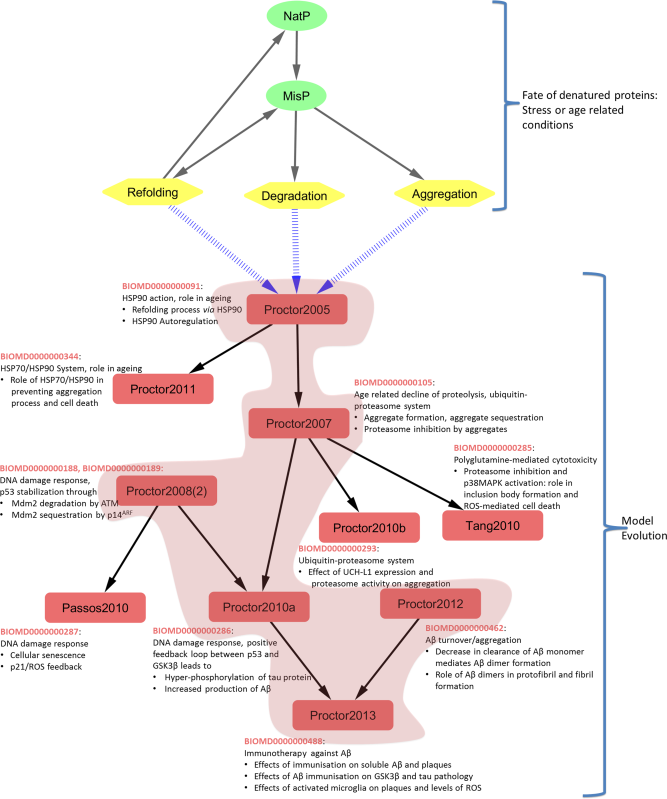 NatP
MisP
Fate of denatured proteins:
Stress or age related
conditions
Refolding
Degradation
Aggregation
BIOMD0000000091:
HSP90 action, role in ageing
• Refolding process via HSP90
• HSP90 Autoregulation
Proctor2005
BIOMD0000000344:
HSP70/HSP90 System, role in ageing
• Role of HSP70/HSP90 in
preventing aggregation
process and cell death
Proctor2011
BIOMD0000000105:
Age related decline of proteolysis, ubiquitin-
proteasome system
• Aggregate formation, aggregate sequestration
• Proteasome inhibition by aggregates
Proctor2007
BIOMD0000000285:
Polyglutamine-mediated cytotoxicity
• Proteasome inhibition and
p38MAPK activation: role in
inclusion body formation and
ROS-mediated cell death
Tang2010
BIOMD0000000188, BIOMD0000000189:
DNA damage response,
p53 stabilization through
• Mdm2 degradation by ATM
• Mdm2 sequestration by p14ARF
Proctor2008(2)
Proctor2010b
BIOMD0000000293:
Ubiquitin-proteasome system
• Effect of UCH-L1 expression and
proteasome activity on aggregation
Model
Evolution
Passos2010
BIOMD0000000287:
DNA damage response
• Cellular senescence
• p21/ROS feedback
Proctor2010a
BIOMD0000000286:
DNA damage response, positive
feedback loop between p53 and
GSK3β leads to
• Hyper-phosphorylation of tau protein
• Increased production of Aβ
Proctor2012
BIOMD0000000462:
Aβ turnover/aggregation
• Decrease in clearance of Aβ monomer
mediates Aβ dimer formation
• Role of Aβ dimers in protofibril and fibril
formation
Proctor2013
BIOMD0000000488:
Immunotherapy against Aβ
• Effects of immunisation on soluble Aβ and plaques
• Effects of Aβ immunisation on GSK3β and tau pathology
• Effects of activated microglia on plaques and levels of ROS